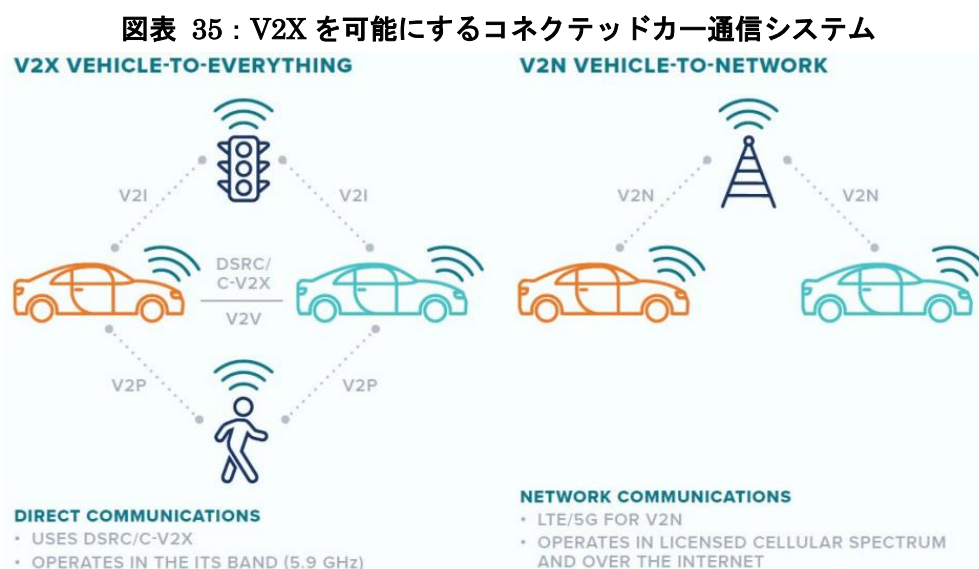 図表 35：V2X を可能にするコネクテッドカー通信システム
V2X VEHICLE-TO-EVERYTHING
V2I
V2I
DSRC/
C-V2X
V2V
V2P
V2P
DIRECT COMMUNICATIONS
• USES DSRC/C-V2X
• OPERATES IN THE ITS BAND (5.9 GHz)
V2N VEHICLE-TO-NETWORK
V2N
V2N
NETWORK COMMUNICATIONS
• LTE/5G FOR V2N
• OPERATES IN LICENSED CELLULAR SPECTRUM
AND OVER THE INTERNET